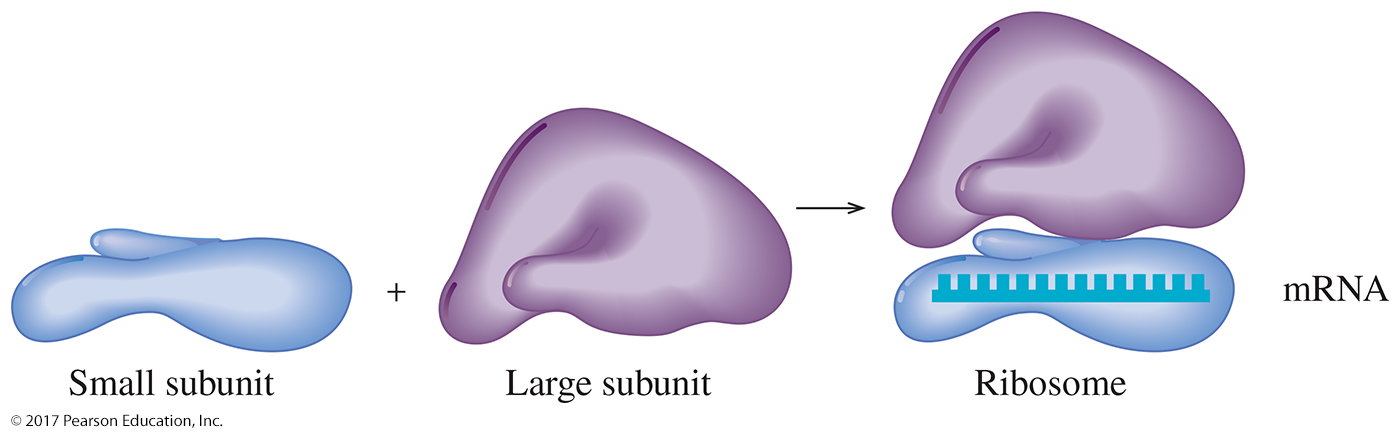 +
mRNA
Small subunit
Large subunit
Ribosome
© 2017 Pearson Education, Inc.